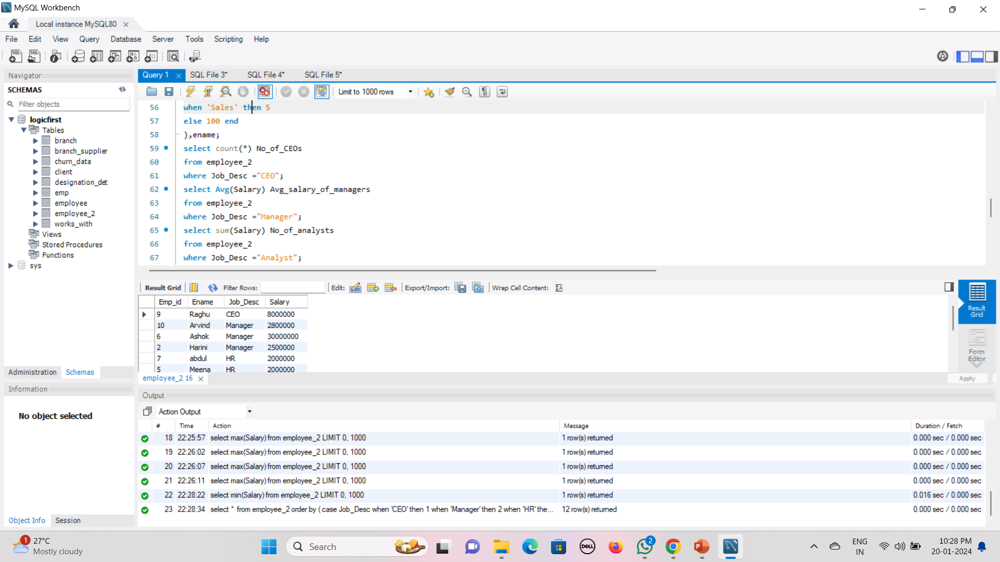 MySQL Workbench
Local instance MySQL80
File Edit View Query Database Server Tools Scripting Help
Navigator
SCHEMAS
Filter objects
logicfirst
Tables
branch
branch_supplier
churn_data
client
designation_det
emp
employee
employee_2
works_with
Views
Stored Procedures
Functions
sys
Administration Schemas
Information
No object selected
Object Info Session
Query 1 SQL File 3* SQL File 4* SQL File 5*
Limit to 1000 rows
56 when 'Sales' then 5
57 else 100 end
58 ),ename;
59 select count(*) No_of_CEOs
60 from employee_2
61 where Job_Desc ="CEO";
62 select Avg(Salary) Avg_salary_of_managers
63 from employee_2
64 where Job_Desc ="Manager";
65 select sum(Salary) No_of_analysts
66 from employee_2
67 where Job_Desc ="Analyst";
Result Grid Filter Rows: Edit: Export/Import: Wrap Cell Content:
Emp_id Ename Job_Desc Salary
9 Raghu CEO 8000000
10 Arvind Manager 2800000
6 Ashok Manager 30000000
2 Harini Manager 2500000
7 abdul HR 2000000
5 Meena HR 2000000
Result
Grid
Form
Editor
employee_2 16
Apply
Output
Action Output
# Time Action Message Duration / Fetch
18 22:25:57 select max(Salary) from employee_2 LIMIT 0, 1000 1 row(s) returned 0.000 sec / 0.000 sec
19 22:26:02 select max(Salary) from employee_2 LIMIT 0, 1000 1 row(s) returned 0.000 sec / 0.000 sec
20 22:26:07 select max(Salary) from employee_2 LIMIT 0, 1000 1 row(s) returned 0.000 sec / 0.000 sec
21 22:26:11 select max(Salary) from employee_2 LIMIT 0, 1000 1 row(s) returned 0.000 sec / 0.000 sec
22 22:28:22 select min(Salary) from employee_2 LIMIT 0, 1000 1 row(s) returned 0.016 sec / 0.000 sec
23 22:28:34 select * from employee_2 order by ( case Job_Desc when 'CEO' then 1 when 'Manager' then 2 when 'HR' the... 12 row(s) returned 0.000 sec / 0.000 sec
1
27°C
Mostly cloudy
Search
DELL
2
ENG
IN
10:28 PM
20-01-2024